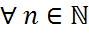 ∀ n ∈ ℕ